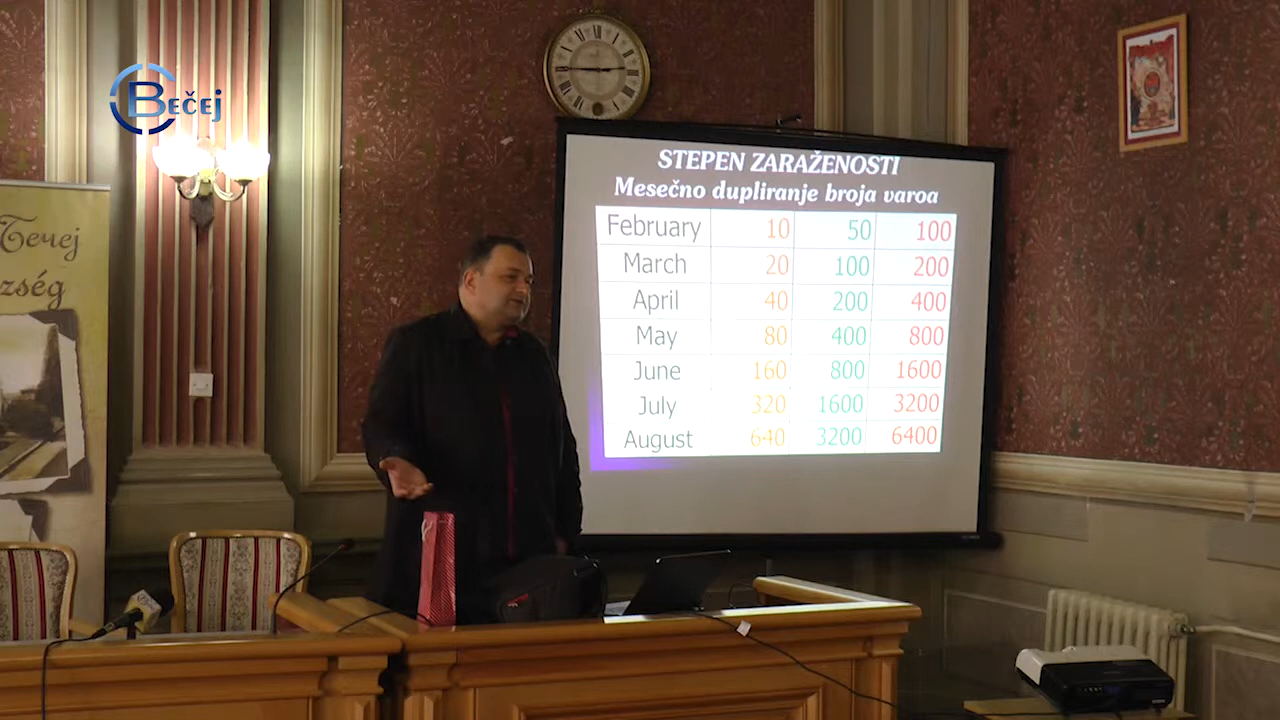 BEČEJ
Бечеј
zség
STEPEN ZARAŽENOSTI
Mesečno dupliranje broja varoa
February 10 50 100
March 20 100 200
April 40 200 400
May 80 400 800
June 160 800 1600
July 320 1600 3200
August 640 3200 6400